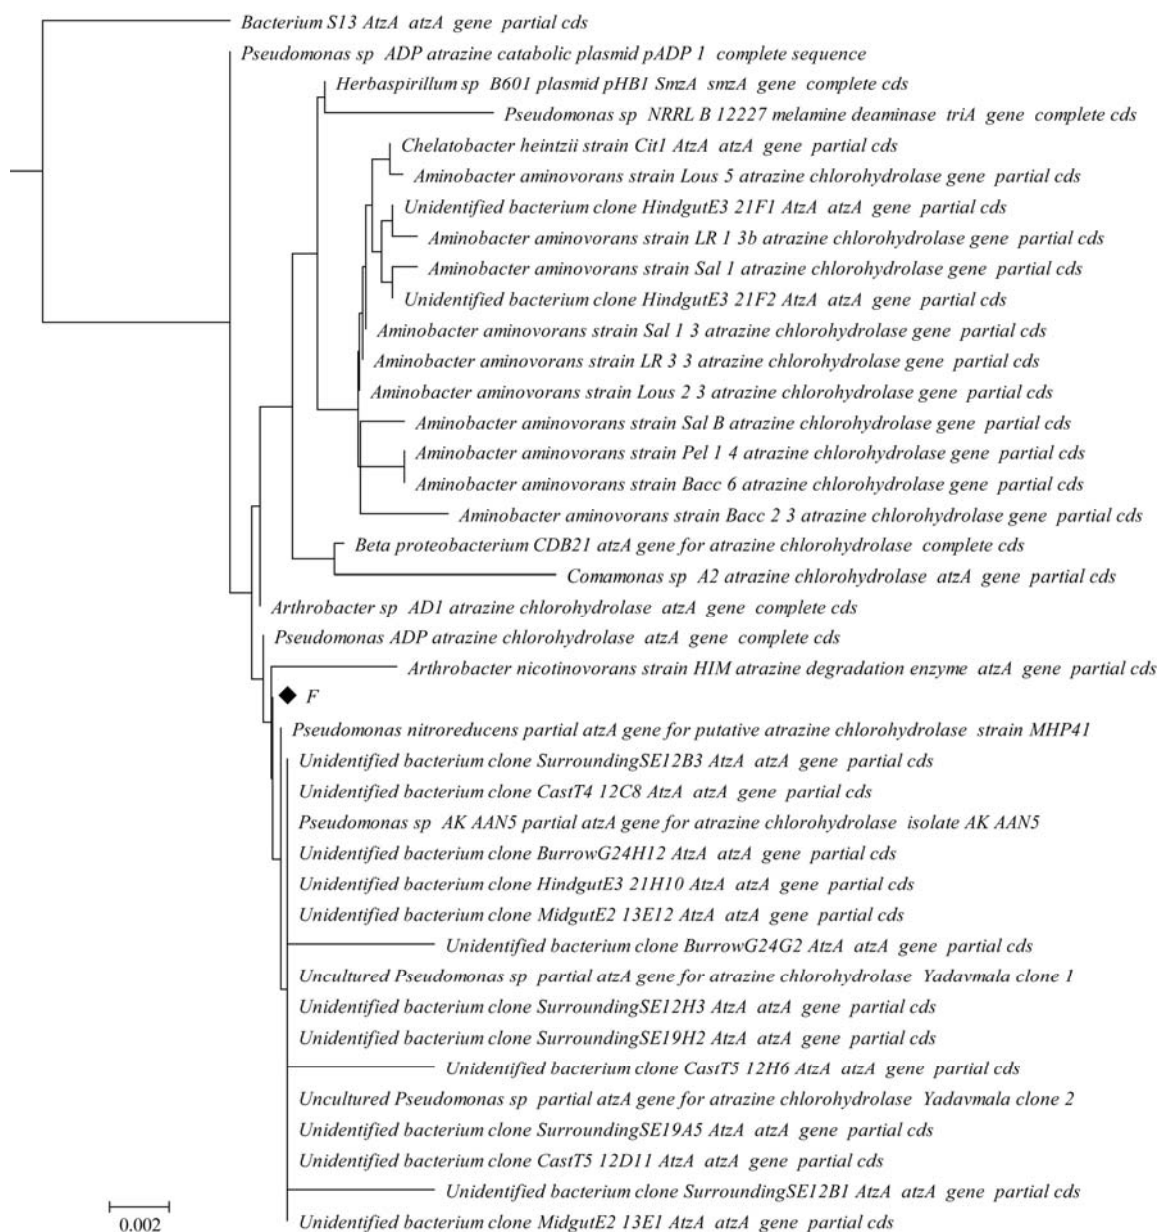 Bacterium S13 AtzA atzA gene partial cds
Pseudomonas sp ADP atrazine catabolic plasmid pADP 1 complete sequence
Herbaspirillum sp B601 plasmid pHB1 SmzA smzA gene complete cds
Pseudomonas sp NRRL B 12227 melamine deaminase triA gene complete cds
Chelatobacter heintzii strain Cit1 AtzA atzA gene partial cds
Aminobacter aminovorans strain Lous 5 atrazine chlorohydrolase gene partial cds
Unidentified bacterium clone HindgutE3 21F1 AtzA atzA gene partial cds
Aminobacter aminovorans strain LR 1 3b atrazine chlorohydrolase gene partial cds
Aminobacter aminovorans strain Sal 1 atrazine chlorohydrolase gene partial cds
Unidentified bacterium clone HindgutE3 21F2 AtzA atzA gene partial cds
Aminobacter aminovorans strain Sal 1 3 atrazine chlorohydrolase gene partial cds
Aminobacter aminovorans strain LR 3 3 atrazine chlorohydrolase gene partial cds
Aminobacter aminovorans strain Lous 2 3 atrazine chlorohydrolase gene partial cds
Aminobacter aminovorans strain Sal B atrazine chlorohydrolase gene partial cds
Aminobacter aminovorans strain Pel 1 4 atrazine chlorohydrolase gene partial cds
Aminobacter aminovorans strain Bacc 6 atrazine chlorohydrolase gene partial cds
Aminobacter aminovorans strain Bacc 2 3 atrazine chlorohydrolase gene partial cds
Beta proteobacterium CDB21 atzA gene for atrazine chlorohydrolase complete cds
Comamonas sp A2 atrazine chlorohydrolase atzA gene partial cds
Arthrobacter sp AD1 atrazine chlorohydrolase atzA gene complete cds
Pseudomonas ADP atrazine chlorohydrolase atzA gene complete cds
Arthrobacter nicotinovorans strain HIM atrazine degradation enzyme atzA gene partial cds
F
Pseudomonas nitroreducens partial atzA gene for putative atrazine chlorohydrolase strain MHP41
Unidentified bacterium clone SurroundingSE12B3 AtzA atzA gene partial cds
Unidentified bacterium clone CastT4 12C8 AtzA atzA gene partial cds
Pseudomonas sp AK AAN5 partial atzA gene for atrazine chlorohydrolase isolate AK AAN5
Unidentified bacterium clone BurrowG24H12 AtzA atzA gene partial cds
Unidentified bacterium clone HindgutE3 21H10 AtzA atzA gene partial cds
Unidentified bacterium clone MidgutE2 13E12 AtzA atzA gene partial cds
Unidentified bacterium clone BurrowG24G2 AtzA atzA gene partial cds
Uncultured Pseudomonas sp partial atzA gene for atrazine chlorohydrolase Yadavmala clone 1
Unidentified bacterium clone SurroundingSE12H3 AtzA atzA gene partial cds
Unidentified bacterium clone SurroundingSE19H2 AtzA atzA gene partial cds
Unidentified bacterium clone CastT5 12H6 AtzA atzA gene partial cds
Uncultured Pseudomonas sp partial atzA gene for atrazine chlorohydrolase Yadavmala clone 2
Unidentified bacterium clone SurroundingSE19A5 AtzA atzA gene partial cds
Unidentified bacterium clone CastT5 12D11 AtzA atzA gene partial cds
Unidentified bacterium clone SurroundingSE12B1 AtzA atzA gene partial cds
Unidentified bacterium clone MidgutE2 13E1 AtzA atzA gene partial cds
0.002